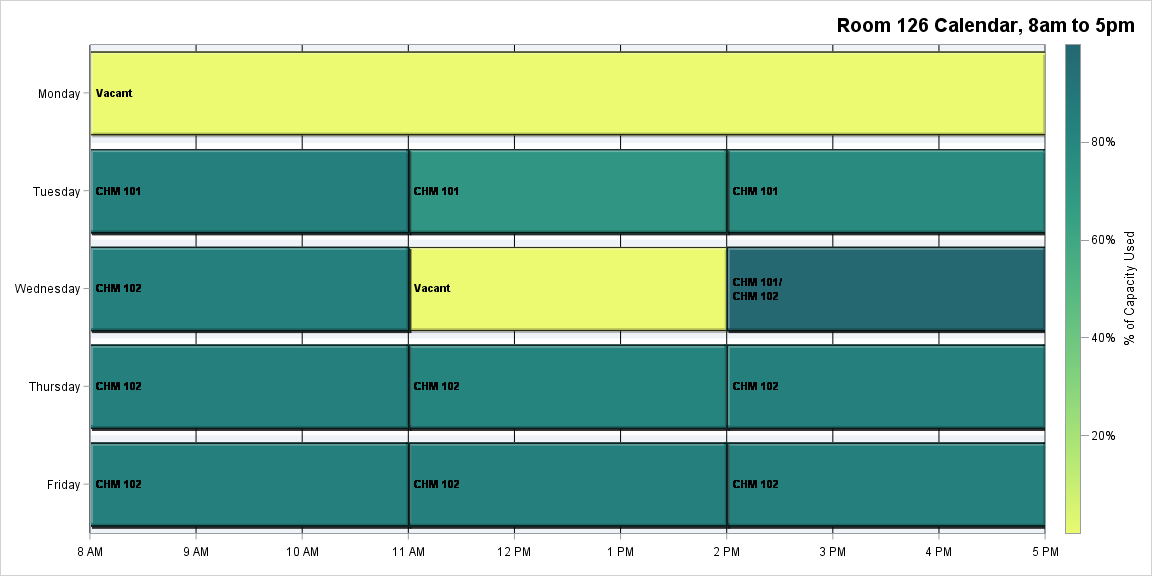 Room 126 Calendar, 8am to 5pm
Monday
Vacant
Tuesday
CHM 101
CHM 101
CHM 101
Wednesday
CHM 102
Vacant
CHM 101/
CHM 102
Thursday
CHM 102
CHM 102
CHM 102
Friday
CHM 102
CHM 102
CHM 102
8 AM
9 AM
10 AM
11 AM
12 PM
1 PM
2 PM
3 PM
4 PM
5 PM
80%
60%
40%
20%
% of Capacity Used